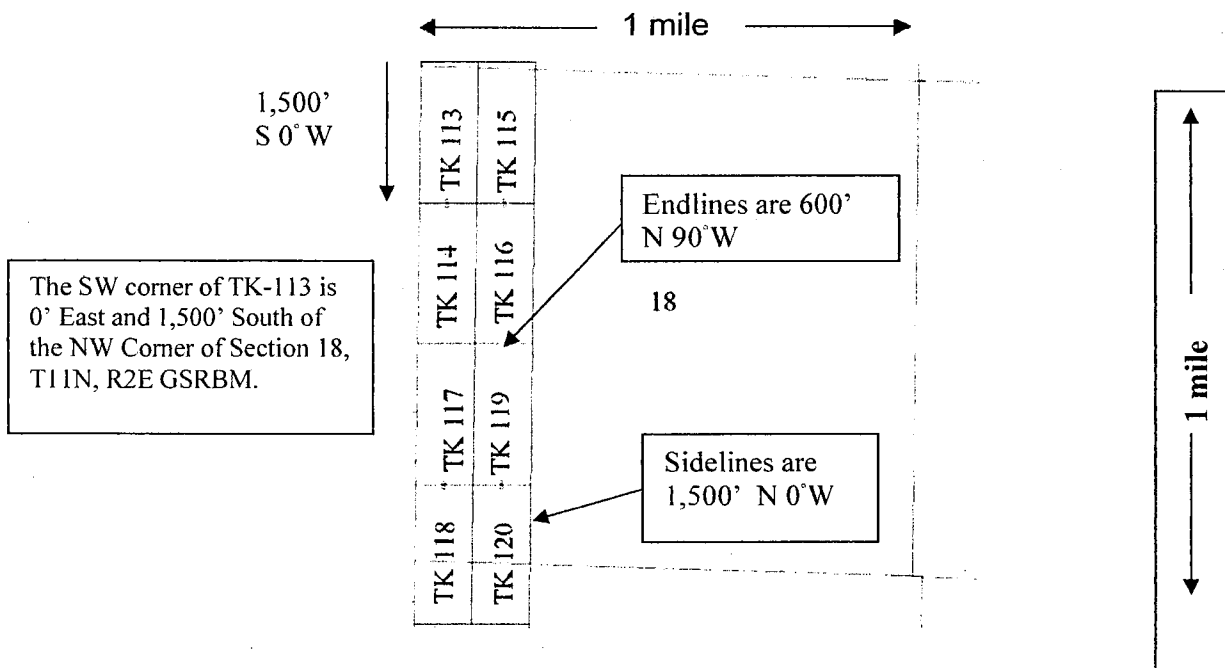 1 mile
1,500’
S 0° W
TK 113
TK 115
Endlines are 600’
N 90°W
TK 114
TK 116
18
The SW corner of TK-113 is
0’ East and 1,500’ South of
the NW Corner of Section 18,
T11N, R2E GSRBM.
1 mile
TK 117
TK 119
Sidelines are
1,500’ N 0°W
TK 118
TK 120